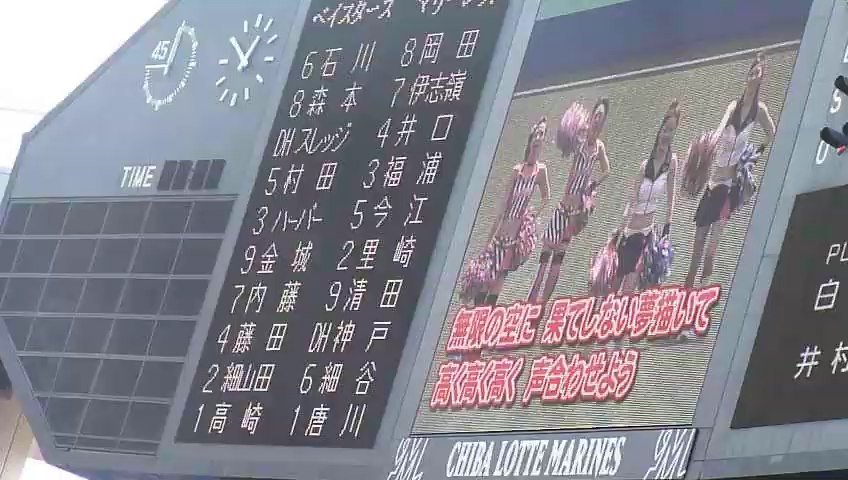 45
TIME
ベイスターズ マリーンズ
6石川 8岡田
8森本 7伊志嶺
DHスレッジ 4井口
5村田 3福浦
3ハーパー 5今江
9金城 2里崎
7内藤 9清田
4藤田 DH神戸
2細山田 6細谷
1高崎 1唐川
無限の空に 果てしない夢描いて
高く高く高く 声合わせよう
CHIBA LOTTE MARINES
PL
白
井村